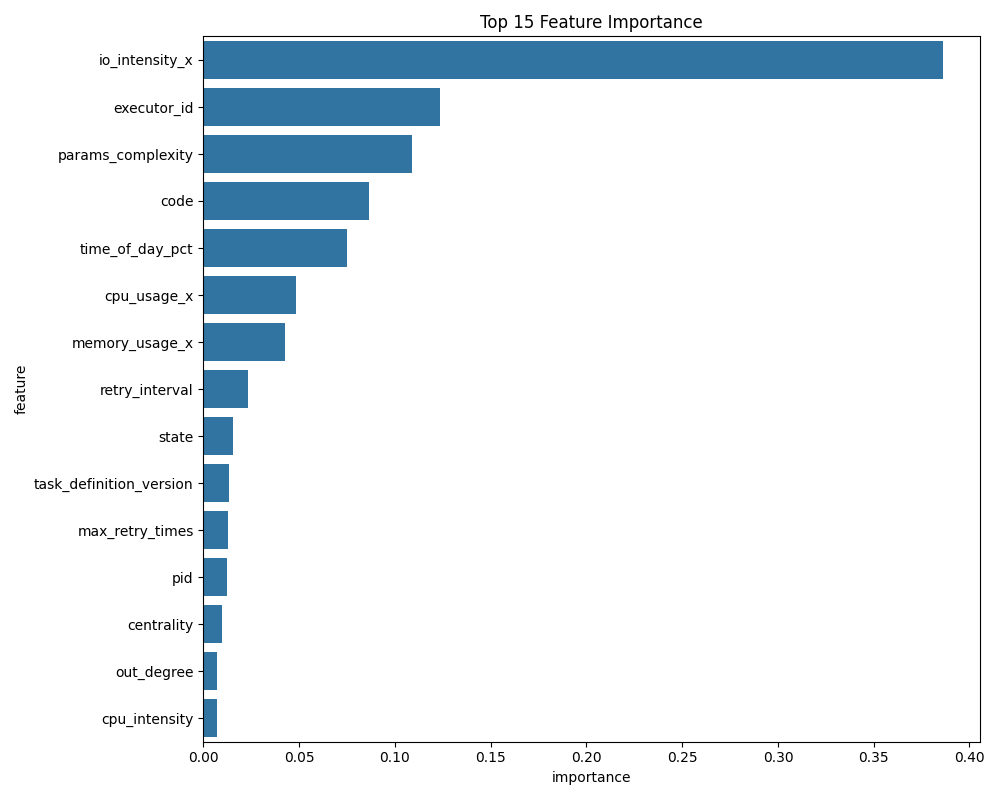 Top 15 Feature Importance
io_intensity_x
executor_id
params_complexity
code
time_of_day_pct
cpu_usage_x
memory_usage_x
retry_interval
state
task_definition_version
max_retry_times
pid
centrality
out_degree
cpu_intensity
feature
0.00 0.05 0.10 0.15 0.20 0.25 0.30 0.35 0.40
importance